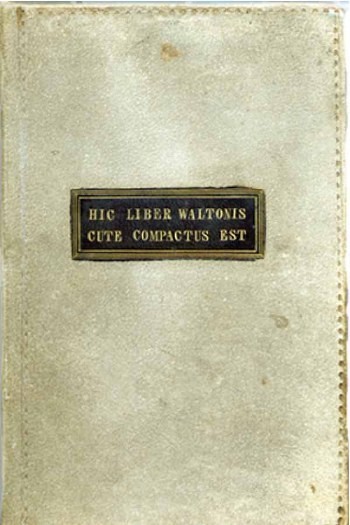 HIC LIBER WALTONIS
CUTE COMPACTUS EST